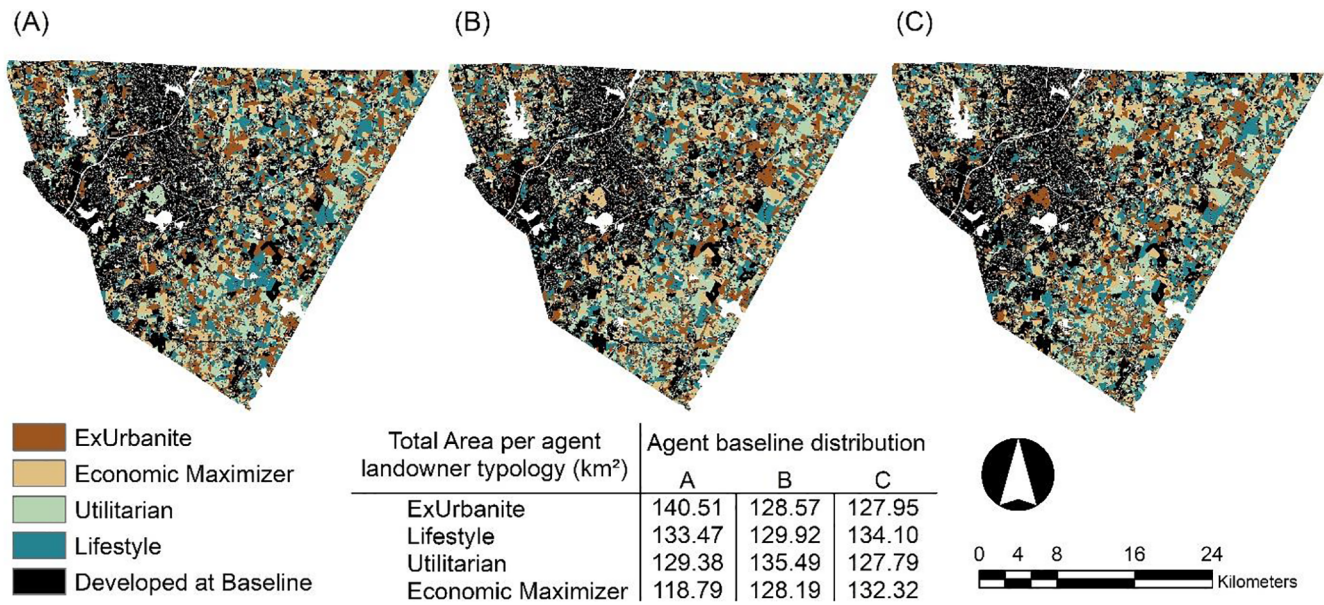 (A)
(B)
(C)
ExUrbanite
Economic Maximizer
Utilitarian
Lifestyle
Developed at Baseline
Total Area per agent landowner typology (km²)
Agent baseline distribution
A B C
ExUrbanite 140.51 128.57 127.95
Lifestyle 133.47 129.92 134.10
Utilitarian 129.38 135.49 127.79
Economic Maximizer 118.79 128.19 132.32
0 4 8 16 24
Kilometers